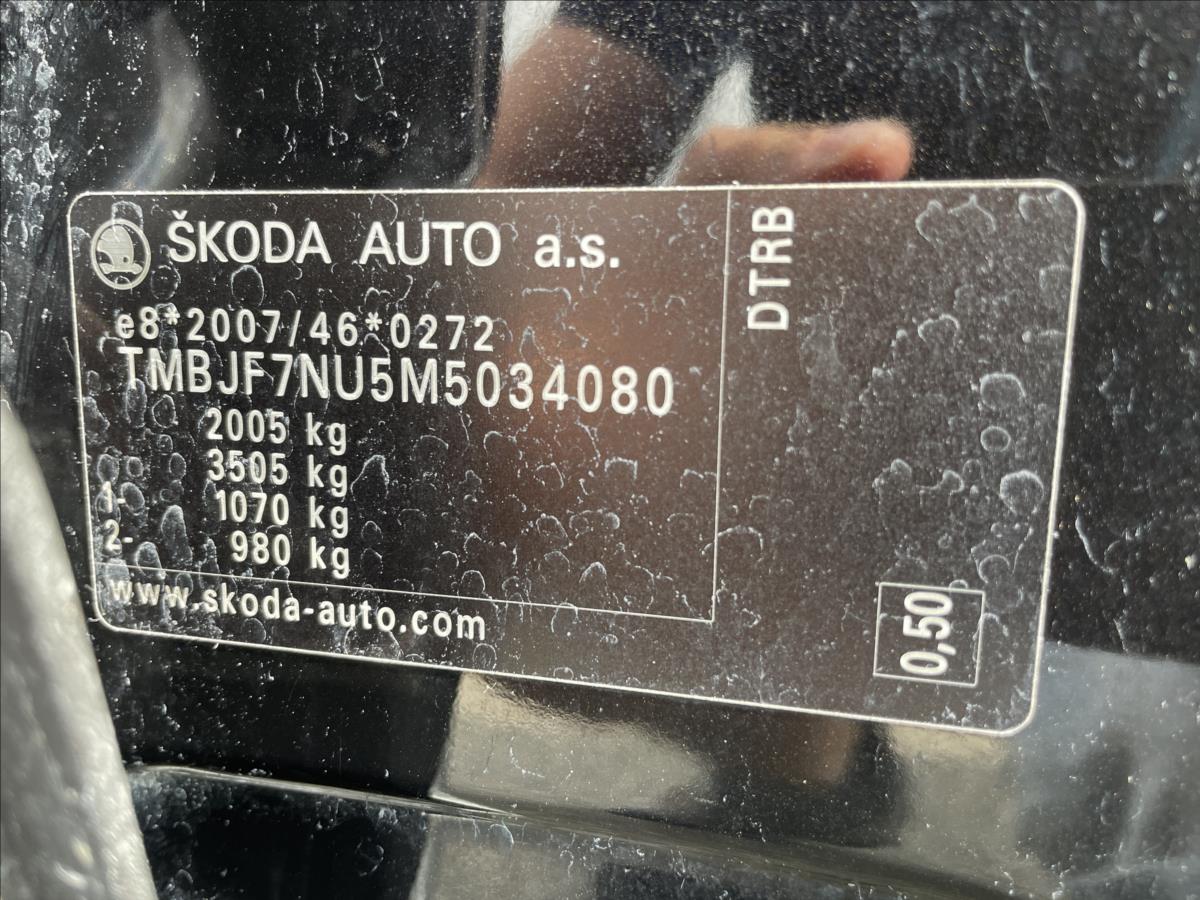 ŠKODA AUTO a.s.
e8*2007/46*0272
TMBJF7NU5M5034080
2005 kg
3505 kg
1- 1070 kg
2- 980 kg
www.skoda-auto.com
DTRB
0,50